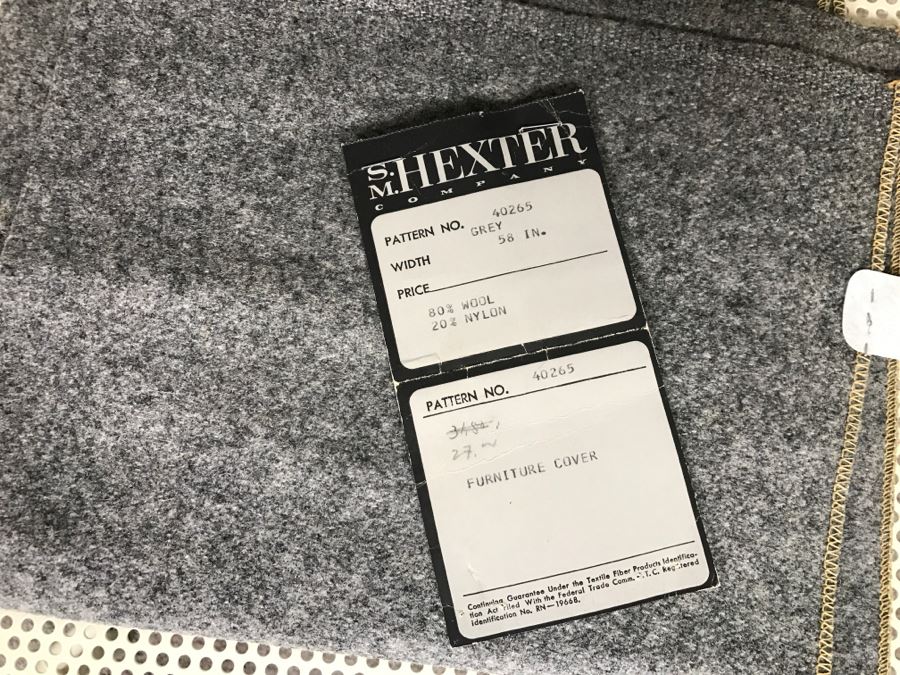 S. M. HEXTER
COMPANY
PATTERN NO. 40265
GREY
WIDTH 58 IN.
PRICE
80% WOOL
20% NYLON
PATTERN NO. 40265
27.
FURNITURE COVER
Continuing Guarantee Under the Textile Fiber Products Identifica-
tion Act Filed With the Federal Trade Comm. F.T.C. Registered
Identification No. RN—19668.